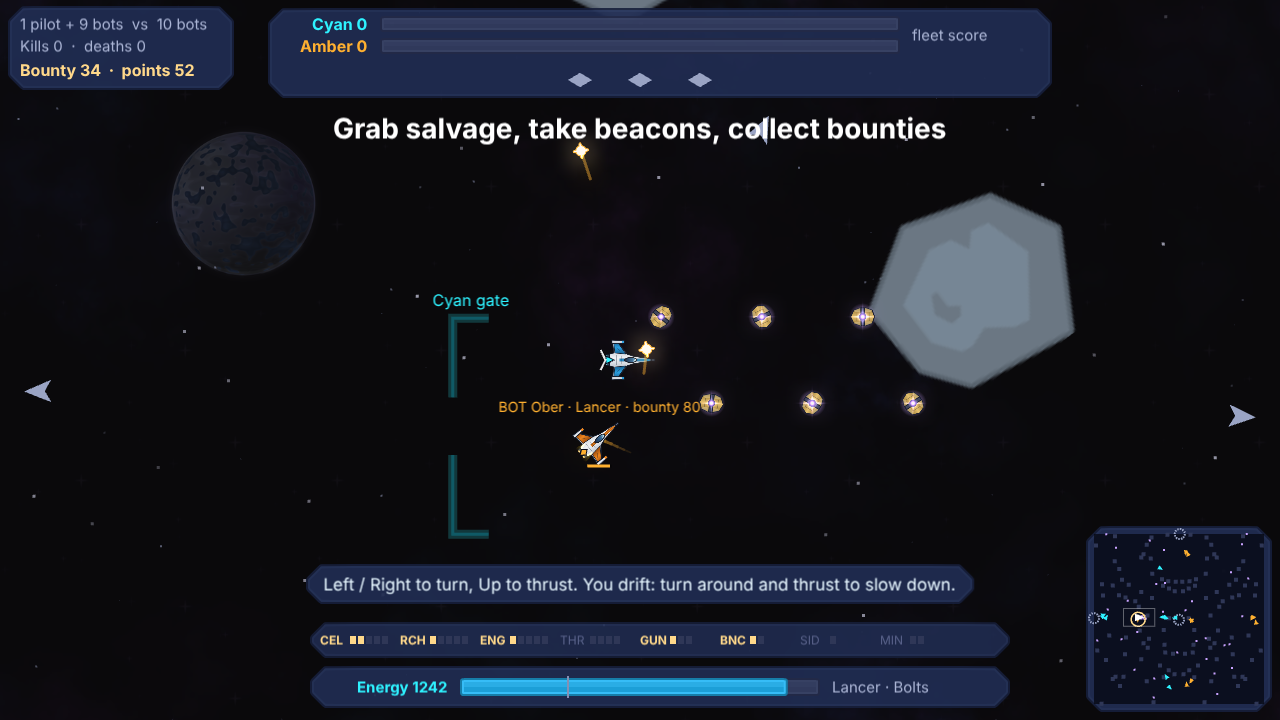 1 pilot + 9 bots vs 10 bots
Kills 0 · deaths 0
Bounty 34 · points 52
Cyan 0
Amber 0
fleet score
Grab salvage, take beacons, collect bounties
Cyan gate
BOT Ober · Lancer · bounty 80
Left / Right to turn, Up to thrust. You drift: turn around and thrust to slow down.
CEL RCH ENG THR GUN BNC SID MIN
Energy 1242
Lancer · Bolts